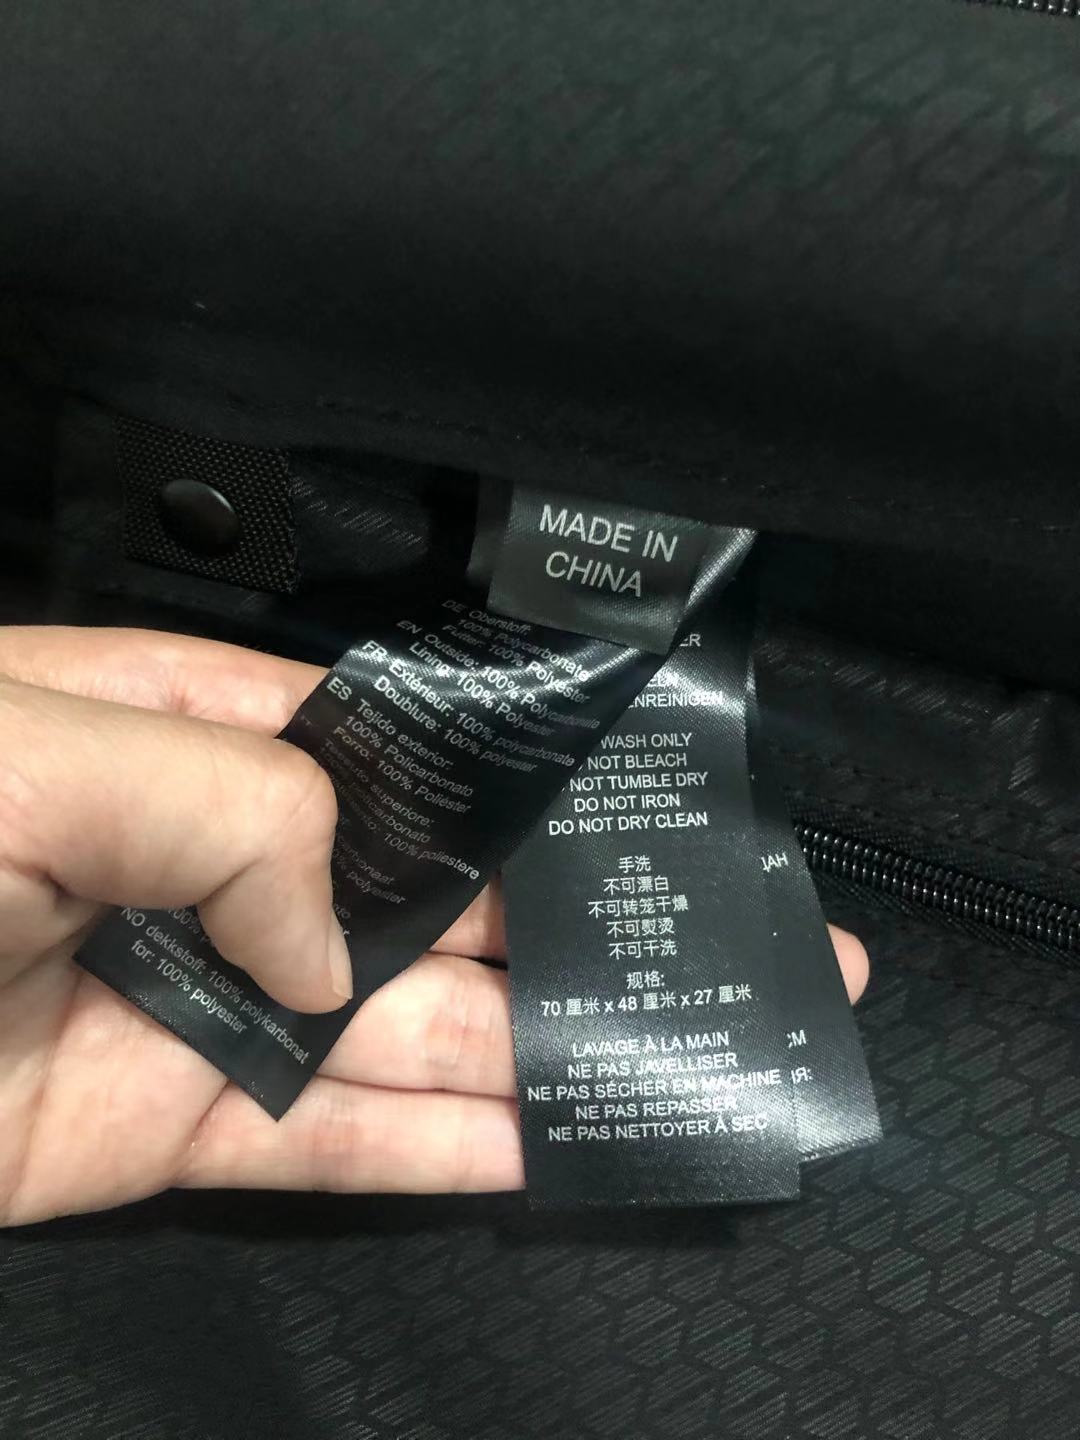 MADE IN
CHINA
DE Oberstoff:
100% Polycarbonate
Futter: 100% Polyester
EN Outside: 100% Polycarbonate
Lining: 100% Polyester
FR Extérieur: 100% polycarbonate
Doublure: 100% polyester
ES Tejido exterior:
100% Policarbonato
Forro: 100% Poliéster
superiore:
100% poliestere
NO dekkstoff: 100% polykarbonat
for: 100% polyester
ER
ENREINIGEN
WASH ONLY
NOT BLEACH
NOT TUMBLE DRY
DO NOT IRON
DO NOT DRY CLEAN
手洗
不可漂白
不可转笼干燥
不可熨烫
不可干洗
规格:
70 厘米 x 48 厘米 x 27 厘米
LAVAGE À LA MAIN
NE PAS JAVELLISER
NE PAS SÉCHER EN MACHINE
NE PAS REPASSER
NE PAS NETTOYER À SEC